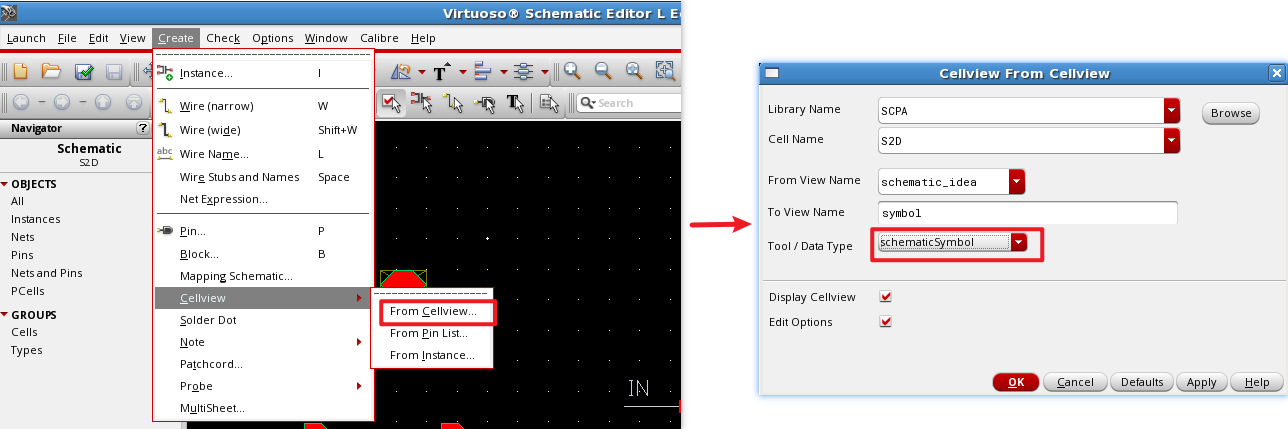 Virtuoso® Schematic Editor L E
Launch File Edit View Create Check Options Window Calibre Help
Instance... I
Wire (narrow) W
Wire (wide) Shift+W
abc Wire Name... L
Wire Stubs and Names Space
Net Expression...
Pin... P
Block... B
Mapping Schematic...
Cellview
Solder Dot
Note
Patchcord...
Probe
MultiSheet...
From Cellview...
From Pin List...
From Instance...
T
T
Search
Navigator ?
Schematic
S2D
OBJECTS
All
Instances
Nets
Pins
Nets and Pins
PCells
GROUPS
Cells
Types
IN
Cellview From Cellview
Library Name SCPA Browse
Cell Name S2D
From View Name schematic_idea
To View Name symbol
Tool / Data Type schematicSymbol
Display Cellview
Edit Options
OK Cancel Defaults Apply Help